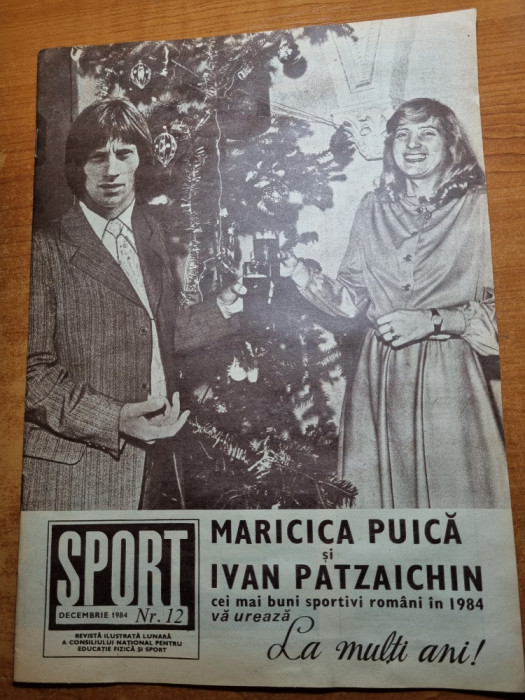 SPORT
DECEMBRIE 1984 Nr. 12
REVISTĂ ILUSTRATĂ LUNARĂ
A CONSILIULUI NAȚIONAL PENTRU
EDUCAȚIE FIZICĂ ȘI SPORT
MARICICA PUICĂ
și
IVAN PATZAICHIN
cei mai buni sportivi români în 1984
vă urează
La mulți ani!